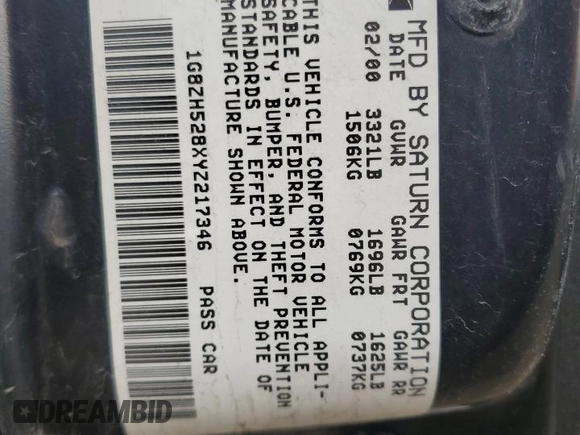 MFD BY SATURN CORPORATION
DATE GVWR GAWR FRT GAWR RR
02/00 3321LB 1696LB 1625LB
1506KG 0769KG 0737KG
THIS VEHICLE CONFORMS TO ALL APPLI-
CABLE U.S. FEDERAL MOTOR VEHICLE
SAFETY, BUMPER, AND THEFT PREVENTION
STANDARDS IN EFFECT ON THE DATE OF
MANUFACTURE SHOWN ABOVE.
1G8ZH528XYZ217346 PASS CAR
DREAMBID